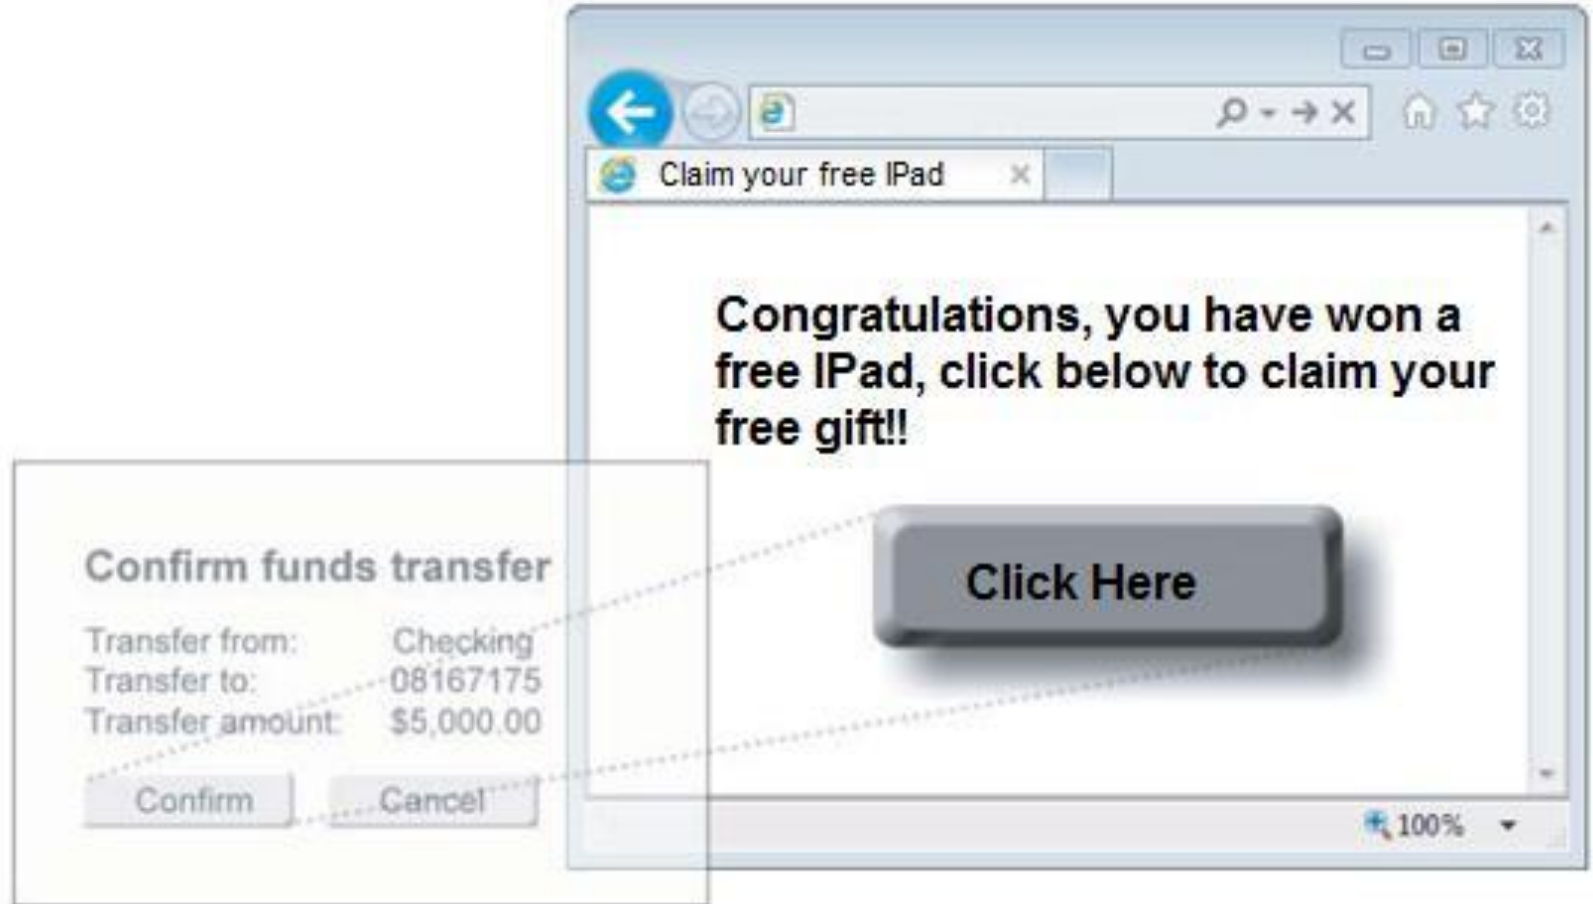 Claim your free IPad
Congratulations, you have won a
free IPad, click below to claim your
free gift!!
Click Here
Confirm funds transfer
Transfer from: Checking
Transfer to: 08167175
Transfer amount: $5,000.00
Confirm Cancel
100%